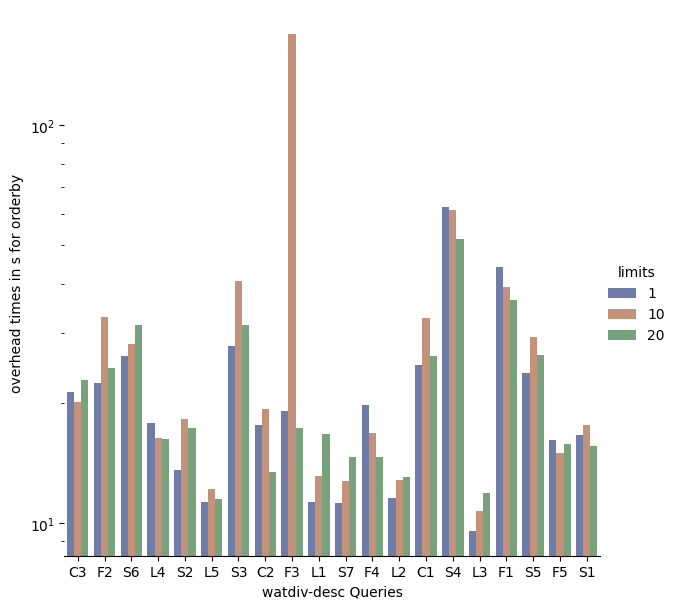 10²
10¹
overhead times in s for orderby
C3 F2 S6 L4 S2 L5 S3 C2 F3 L1 S7 F4 L2 C1 S4 L3 F1 S5 F5 S1
watdiv-desc Queries
limits
1
10
20